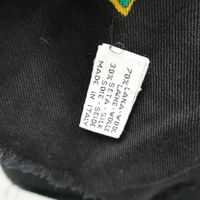 70% LANA-WOOL
LAINE-WOLLE
30% SETA-SILK
SOIE-SEIDE
MADE IN ITALY